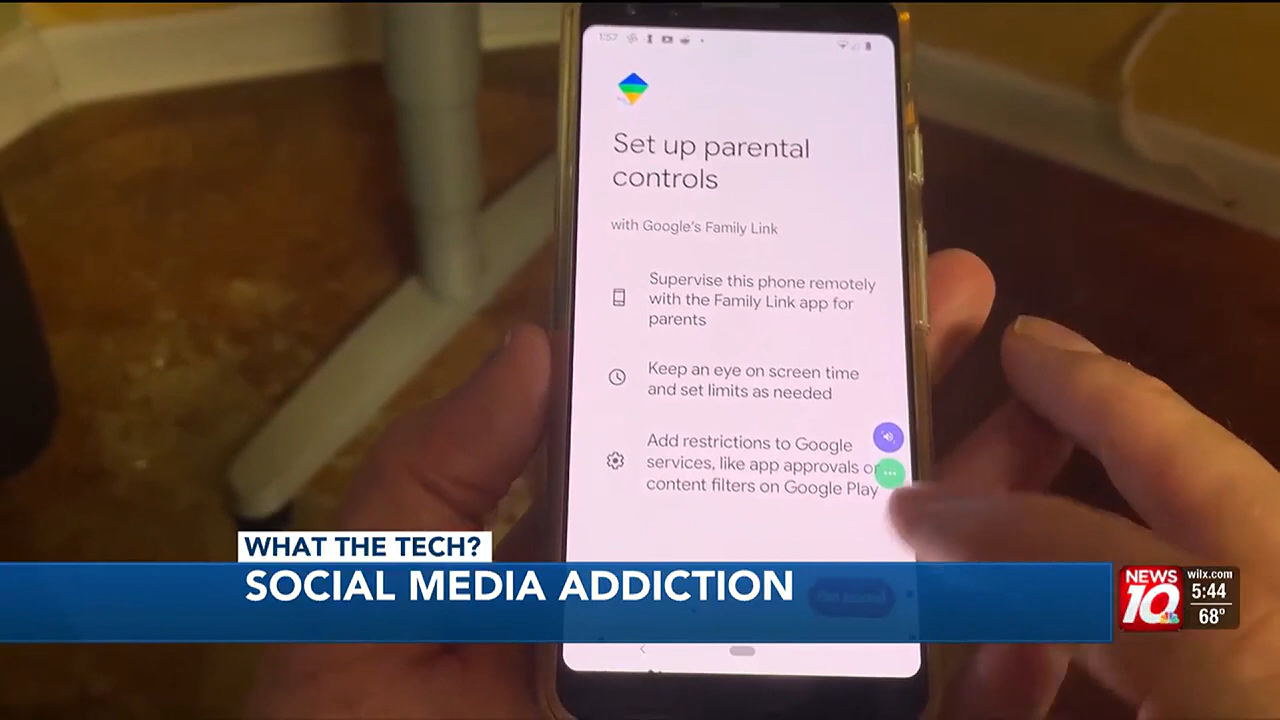 1:57
Set up parental
controls
with Google's Family Link
Supervise this phone remotely
with the Family Link app for
parents
Keep an eye on screen time
and set limits as needed
Add restrictions to Google
services, like app approvals or
content filters on Google Play
WHAT THE TECH?
SOCIAL MEDIA ADDICTION
NEWS
10
wilx.com
5:44
68°